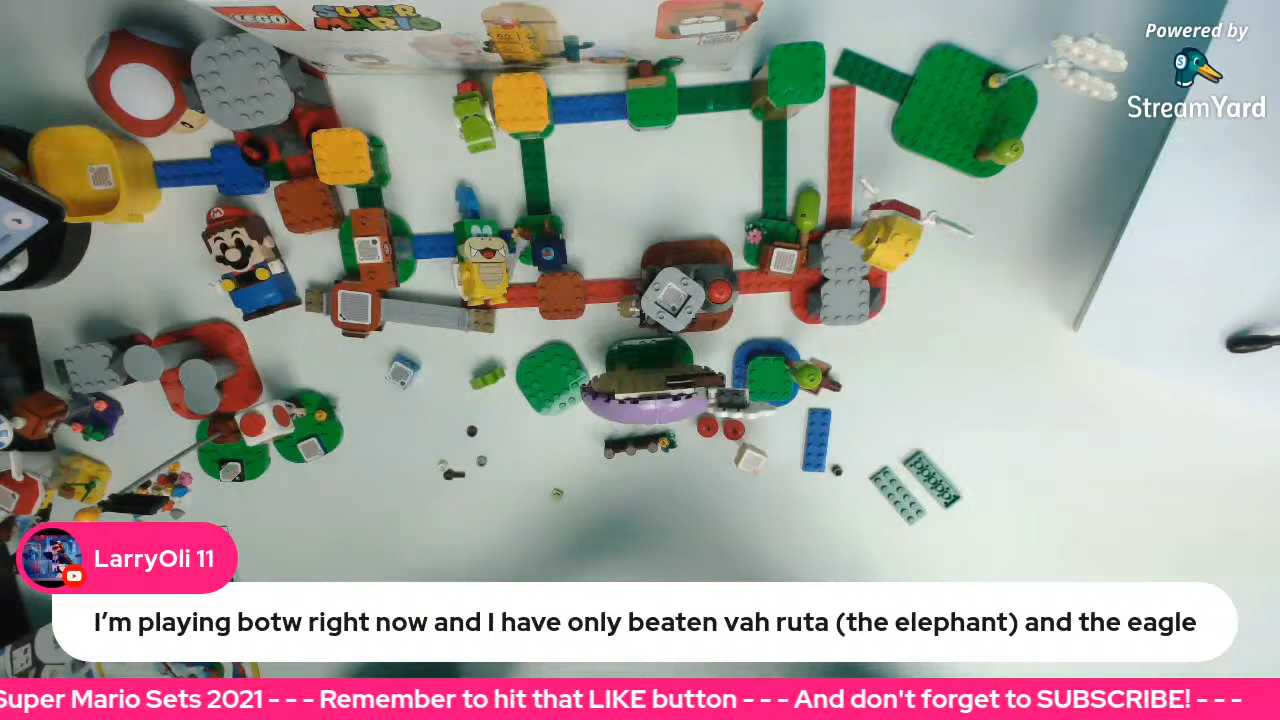 LEGO
SUPER
MARIO
Powered by
StreamYard
LarryOli 11
I'm playing botw right now and I have only beaten vah ruta (the elephant) and the eagle
Super Mario Sets 2021 - - - Remember to hit that LIKE button - - - And don't forget to SUBSCRIBE! - - -